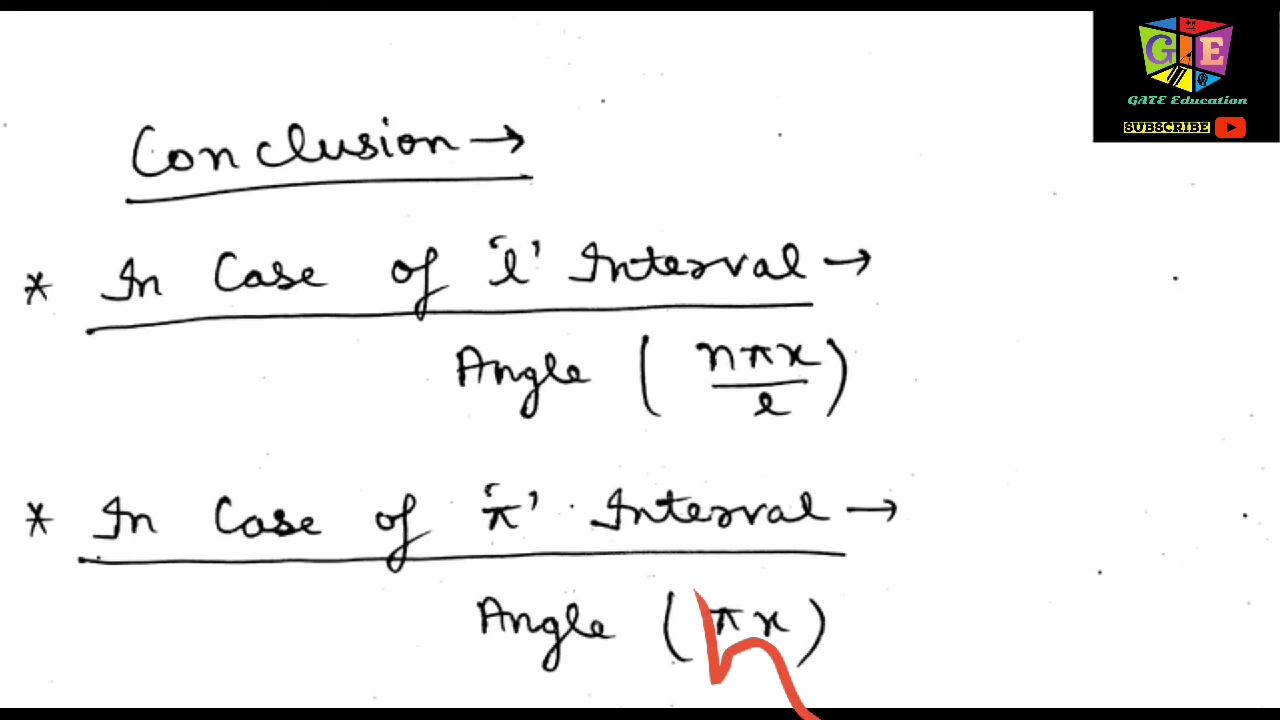 GATE Education
SUBSCRIBE
Conclusion →
* In Case of 'l' Interval →
Angle ( nπx / l )
* In Case of 'π' Interval →
Angle ( πx )
n